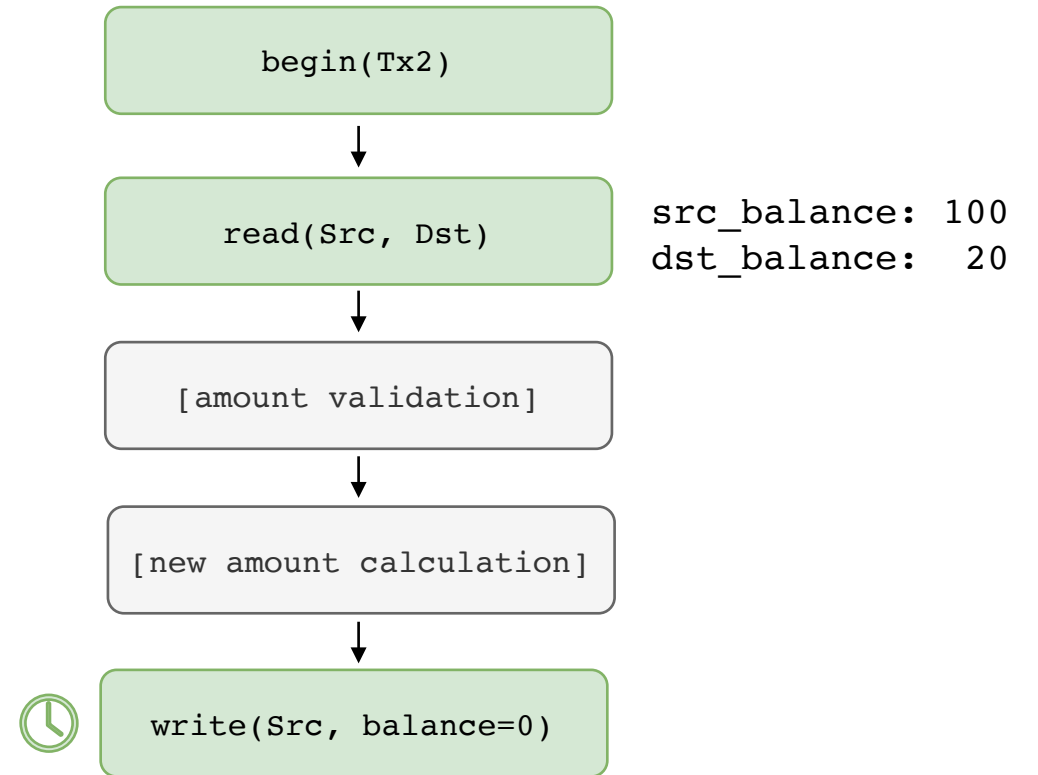 begin(Tx2)
read(Src, Dst)
src_balance: 100
dst_balance:  20
[amount validation]
[new amount calculation]
write(Src, balance=0)